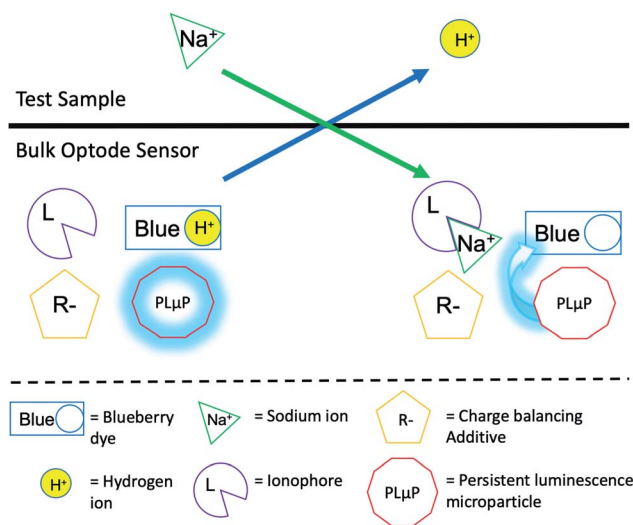 Na⁺
H⁺
Test Sample
Bulk Optode Sensor
L
Blue H⁺
L
Na⁺
Blue
R-
PLμP
R-
PLμP
Blue = Blueberry
dye
Na⁺ = Sodium ion
R- = Charge balancing
Additive
H⁺ = Hydrogen
ion
L = Ionophore
PLμP = Persistent luminescence
microparticle